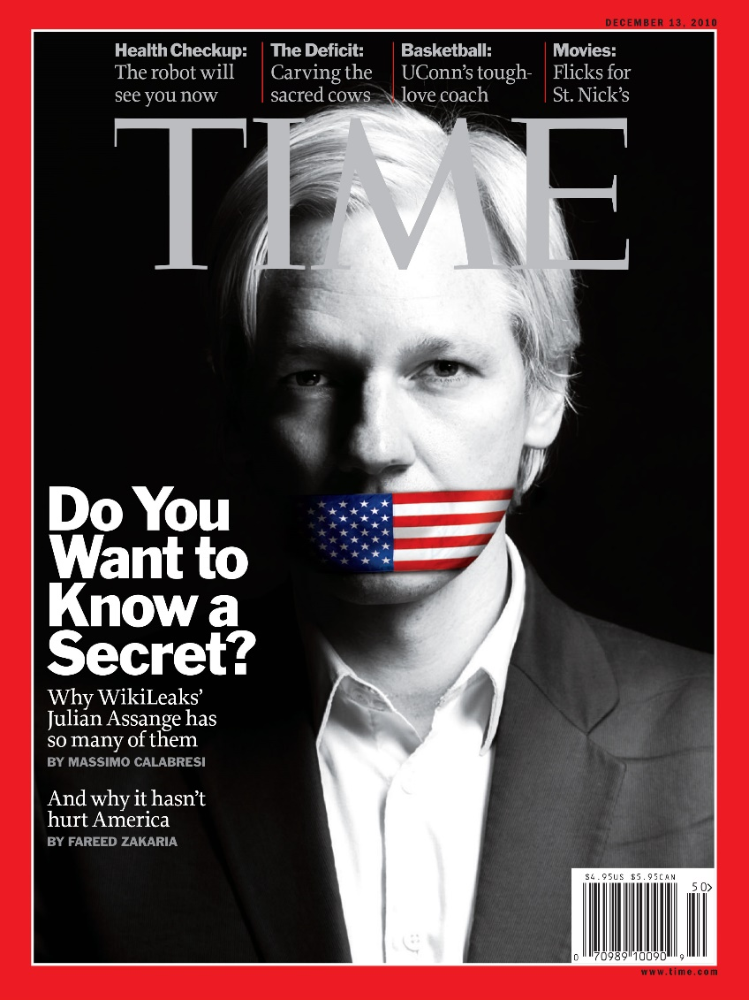 DECEMBER 13, 2010
Health Checkup:
The robot will
see you now
The Deficit:
Carving the
sacred cows
Basketball:
UConn's tough-
love coach
Movies:
Flicks for
St. Nick's
TIME
Do You
Want to
Know a
Secret?
Why WikiLeaks'
Julian Assange has
so many of them
BY MASSIMO CALABRESI
And why it hasn't
hurt America
BY FAREED ZAKARIA
$4.95US $5.95CAN
50>
0 70989 10090 9
www.time.com